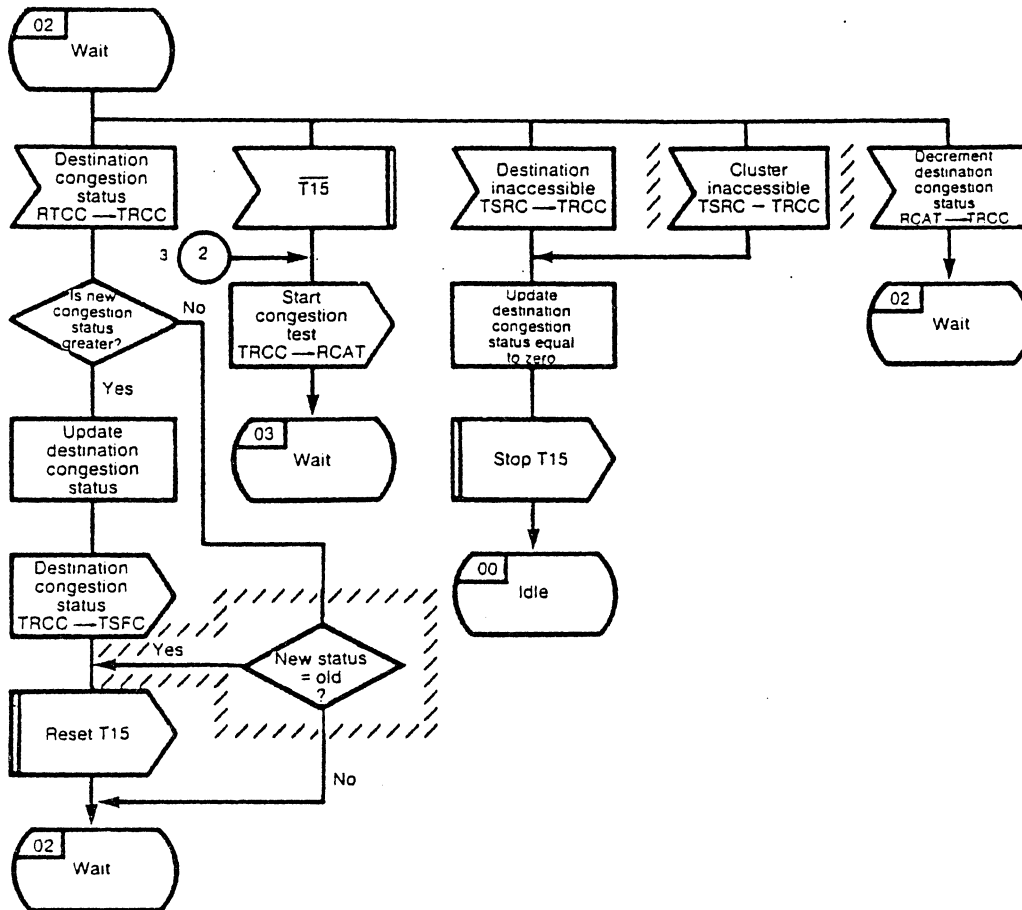 02
Wait
Destination
congestion
status
RTCC → TRCC
T15
Destination
inaccessible
TSRC → TRCC
Cluster
inaccessible
TSRC – TRCC
Decrement
destination
congestion
status
RCAT → TRCC
3
2
Is new
congestion
status
greater?
No
Yes
Start
congestion
test
TRCC → RCAT
Update
destination
congestion
status equal
to zero
02
Wait
Update
destination
congestion
status
03
Wait
Stop T15
Destination
congestion
status
TRCC → TSFC
00
Idle
Yes
New status
= old
?
Reset T15
No
02
Wait